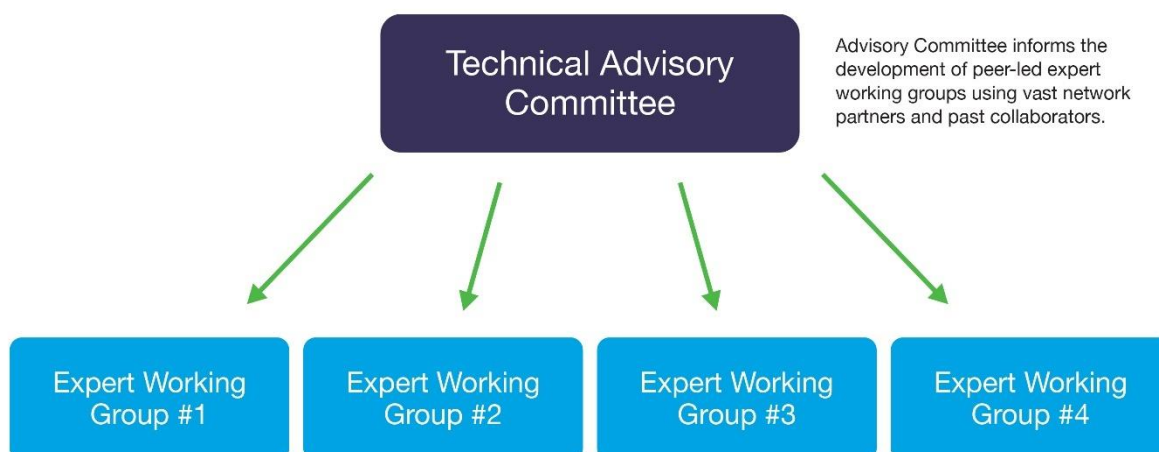 Technical Advisory
Committee
Advisory Committee informs the
development of peer-led expert
working groups using vast network
partners and past collaborators.
Expert Working
Group #1
Expert Working
Group #2
Expert Working
Group #3
Expert Working
Group #4